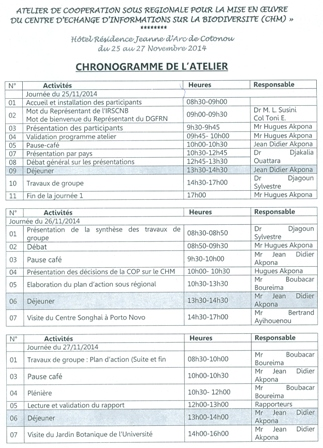 ATELIER DE COOPERATION SOUS REGIONALE POUR LA MISE EN ŒUVRE
DU CENTRE D'ECHANGE D'INFORMATIONS SUR LA BIODIVERSITE (CHM) »
********
Hôtel Résidence Jeanne d'Arc de Cotonou
du 25 au 27 Novembre 2014
CHRONOGRAMME DE L'ATELIER
N° Activités Heures Responsable
Journée du 25/11/2014
01 Accueil et installation des participants 08h30-09h00
02 Mot du Représentant de l'IRSCNB
Mot de bienvenu du Représentant du DGFRN 09h00-09h30 Dr M. L. Susini
Col Toni E.
03 Présentation des participants 9h30-9h45 Mr Hugues Akpona
04 Validation programme atelier 09h45- 10h00 Mr Hugues Akpona
05 Pause-café 10h00-10h30 Jean Didier Akpona
07 Présentation par pays 10h30-12h45 Dr Djakalia
Ouattara
08 Débat général sur les présentations 12h45-13h30
09 Déjeuner 13h30-14h30 Jean Didier Akpona
10 Travaux de groupe 14h30-17h00 Dr Djagoun
Sylvestre
11 Fin de la journée 1 17h00 Mr Hugues Akpona
N° Activités Heures Responsable
Journée du 26/11/2014
01 Présentation de la synthèse des travaux de
groupe 08h30-08h50 Dr Djagoun
Sylvestre
02 Débat 08h50-09h30 Mr Hugues Akpona
03 Pause café 9h30-10h00 Mr Jean Didier
Akpona
04 Présentation des décisions de la COP sur le CHM 10h00- 10h30 Hugues Akpona
05 Elaboration du plan d'action sous régional 10h30-13h30 Mr Boubacar
Boureima
06 Déjeuner 13h30-14h30 Mr Jean Didier
Akpona
07 Visite du Centre Songhaï à Porto Novo 14h30-17h00 Mr Bertrand
Ayihouenou
N° Activités Heures Responsable
Journée du 27/11/2014
01 Travaux de groupe : Plan d'action (Suite et fin 08h30-10h00 Mr Boubacar
Boureima
03 Pause café 10h00-10h30 Mr Jean Didier
Akpona
04 Plénière 10h30- 12h00 Mr Boubacar
Boureima
05 Lecture et validation du rapport 12h00-13h00 Rapporteurs
06 Déjeuner 13h00-14h00 Mr Jean Didier
Akpona
07 Visite du Jardin Botanique de l'Université 14h00-16h00 Mr Jean Didier
Akpona